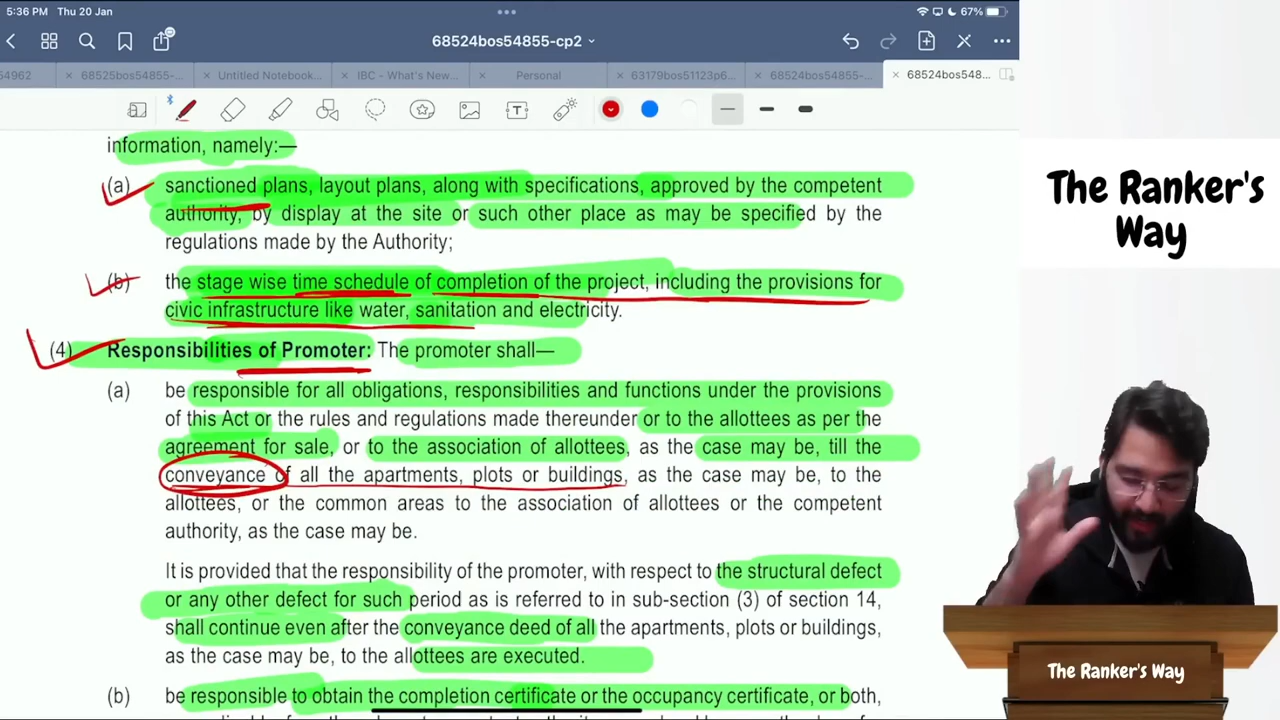 5:36 PM Thu 20 Jan
67%
68524bos54855-cp2
54962
68525bos54855-...
Untitled Notebook...
IBC - What's New...
Personal
63179bos51123p6...
68524bos54855-...
68524bos548...
information, namely:—
(a) sanctioned plans, layout plans, along with specifications, approved by the competent
authority, by display at the site or such other place as may be specified by the
regulations made by the Authority;
(b) the stage wise time schedule of completion of the project, including the provisions for
civic infrastructure like water, sanitation and electricity.
(4) Responsibilities of Promoter: The promoter shall—
(a) be responsible for all obligations, responsibilities and functions under the provisions
of this Act or the rules and regulations made thereunder or to the allottees as per the
agreement for sale, or to the association of allottees, as the case may be, till the
conveyance of all the apartments, plots or buildings, as the case may be, to the
allottees, or the common areas to the association of allottees or the competent
authority, as the case may be.
It is provided that the responsibility of the promoter, with respect to the structural defect
or any other defect for such period as is referred to in sub-section (3) of section 14,
shall continue even after the conveyance deed of all the apartments, plots or buildings,
as the case may be, to the allottees are executed.
(b) be responsible to obtain the completion certificate or the occupancy certificate, or both,
The Ranker's
Way
The Ranker's Way